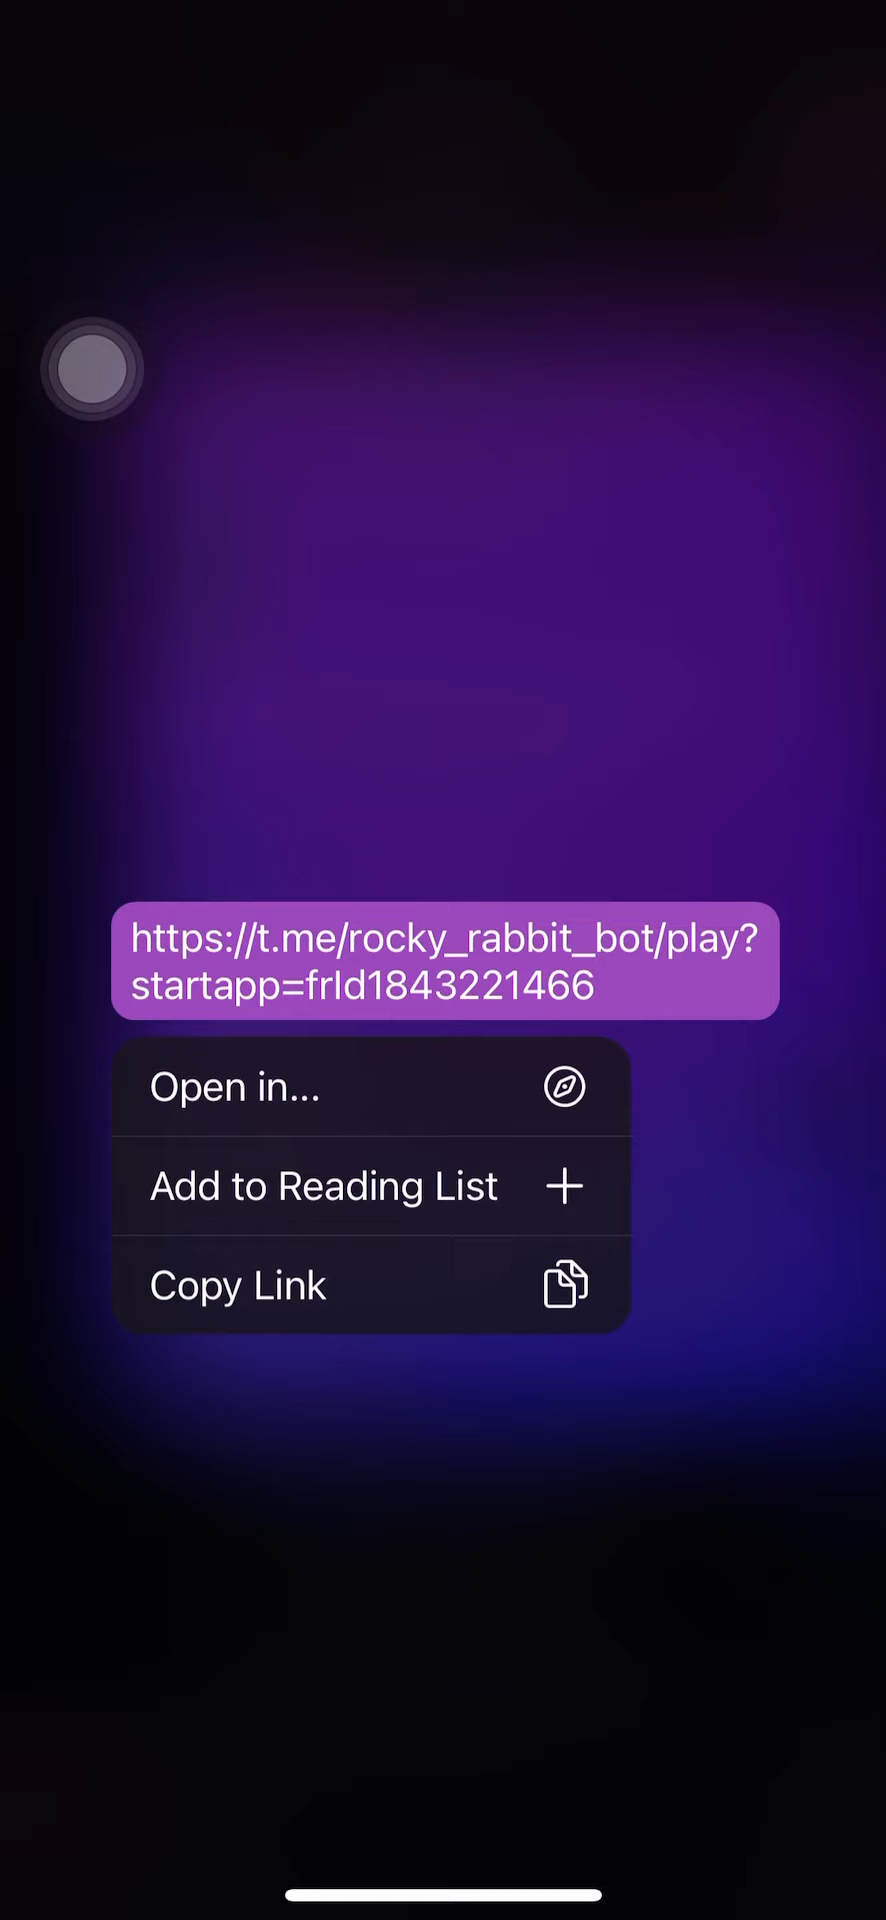 https://t.me/rocky_rabbit_bot/play?
startapp=frId1843221466
Open in...
Add to Reading List
Copy Link